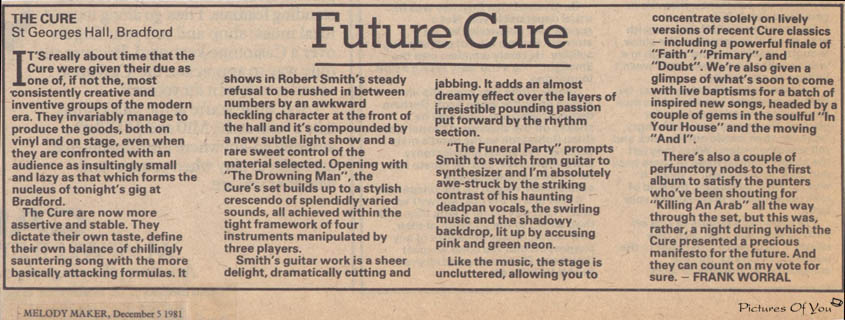 THE CURE
St Georges Hall, Bradford
Future Cure
IT'S really about time that the
Cure were given their due as
one of, if not the, most
consistently creative and
inventive groups of the modern
era. They invariably manage to
produce the goods, both on
vinyl and on stage, even when
they are confronted with an
audience as insultingly small
and lazy as that which forms the
nucleus of tonight's gig at
Bradford.
The Cure are now more
assertive and stable. They
dictate their own taste, define
their own balance of chillingly
sauntering song with the more
basically attacking formulas. It
shows in Robert Smith's steady
refusal to be rushed in between
numbers by an awkward
heckling character at the front of
the hall and it's compounded by
a new subtle light show and a
rare sweet control of the
material selected. Opening with
"The Drowning Man", the
Cure's set builds up to a stylish
crescendo of splendidly varied
sounds, all achieved within the
tight framework of four
instruments manipulated by
three players.
Smith's guitar work is a sheer
delight, dramatically cutting and
jabbing. It adds an almost
dreamy effect over the layers of
irresistible pounding passion
put forward by the rhythm
section.
"The Funeral Party" prompts
Smith to switch from guitar to
synthesizer and I'm absolutely
awe-struck by the striking
contrast of his haunting
deadpan vocals, the swirling
music and the shadowy
backdrop, lit up by accusing
pink and green neon.
Like the music, the stage is
uncluttered, allowing you to
concentrate solely on lively
versions of recent Cure classics
– including a powerful finale of
"Faith", "Primary", and
"Doubt". We're also given a
glimpse of what's soon to come
with live baptisms for a batch of
inspired new songs, headed by a
couple of gems in the soulful "In
Your House" and the moving
"And I".
There's also a couple of
perfunctory nods to the first
album to satisfy the punters
who've been shouting for
"Killing An Arab" all the way
through the set, but this was,
rather, a night during which the
Cure presented a precious
manifesto for the future. And
they can count on my vote for
sure. – FRANK WORRAL
- MELODY MAKER, December 5 1981
Pictures Of You